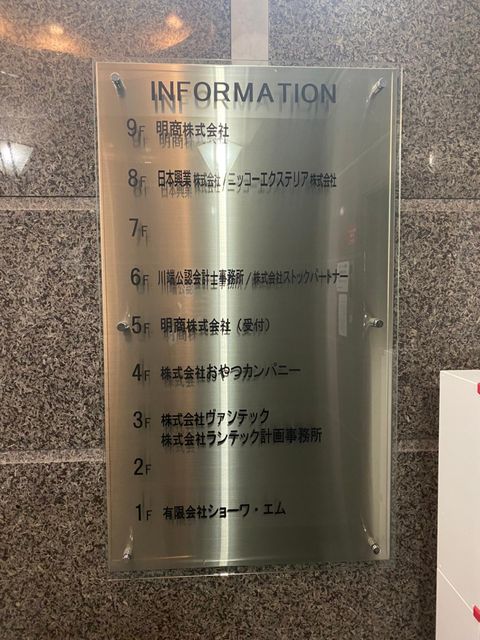 INFORMATION
9F 明商株式会社
8F 日本興業株式会社/ニッコーエクステリア株式会社
7F
6F 川端公認会計士事務所/株式会社ストックパートナー
5F 明商株式会社(受付)
4F 株式会社おやつカンパニー
3F 株式会社ヴァシテック
株式会社ランテック計画事務所
2F
1F 有限会社ショーワ・エム